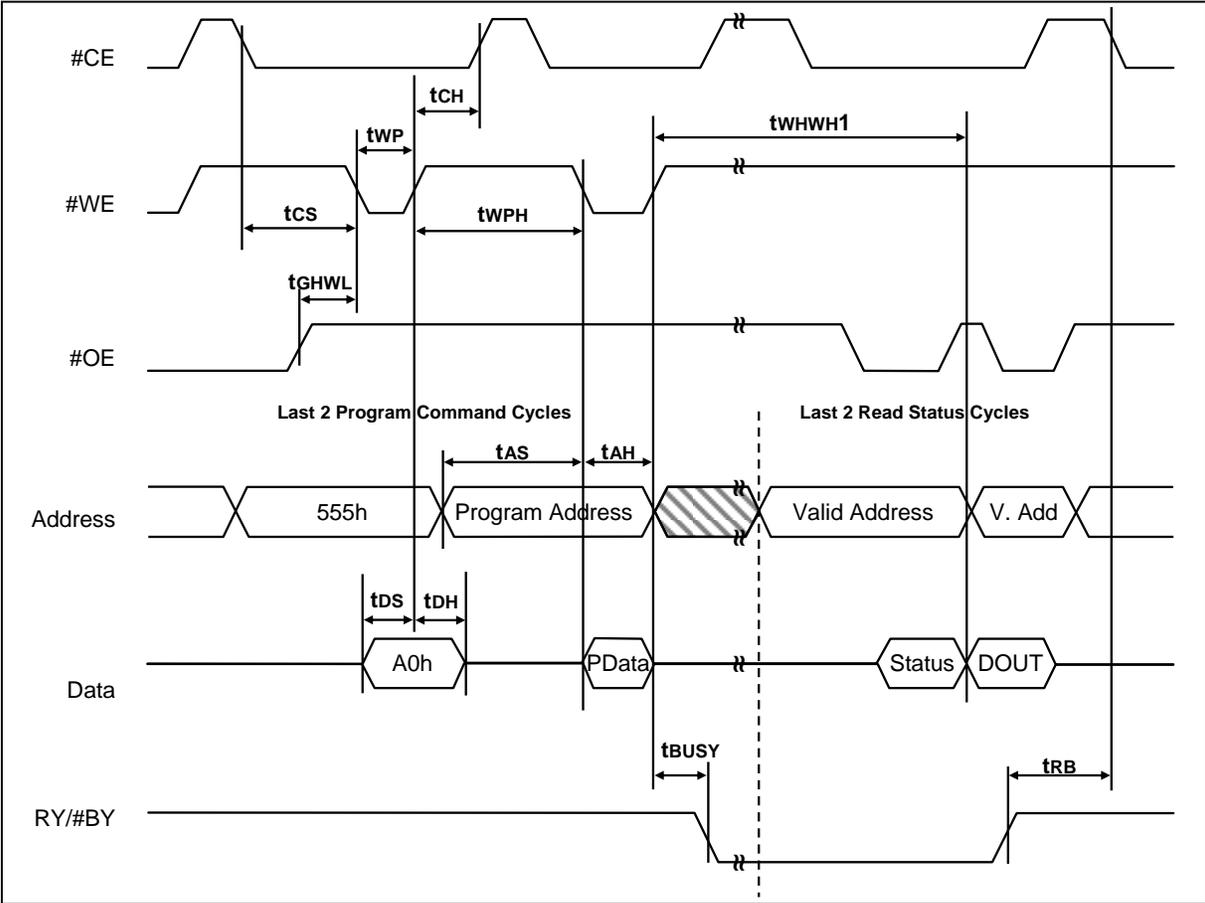 #CE
tCH
tWHWH1
tWP
#WE
tCS
tWPH
tGHWL
#OE
Last 2 Program Command Cycles
Last 2 Read Status Cycles
tAS
tAH
Address
555h
Program Address
Valid Address
V. Add
tDS
tDH
Data
A0h
PData
Status
DOUT
tBUSY
tRB
RY/#BY